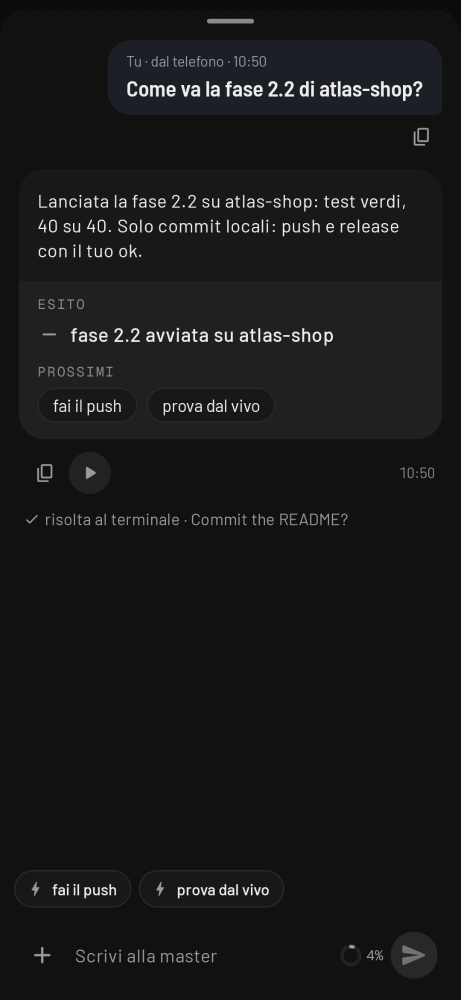 Tu · dal telefono · 10:50
Come va la fase 2.2 di atlas-shop?
Lanciata la fase 2.2 su atlas-shop: test verdi,
40 su 40. Solo commit locali: push e release
con il tuo ok.
ESITO
— fase 2.2 avviata su atlas-shop
PROSSIMI
fai il push prova dal vivo
10:50
risolta al terminale · Commit the README?
fai il push prova dal vivo
Scrivi alla master 4%